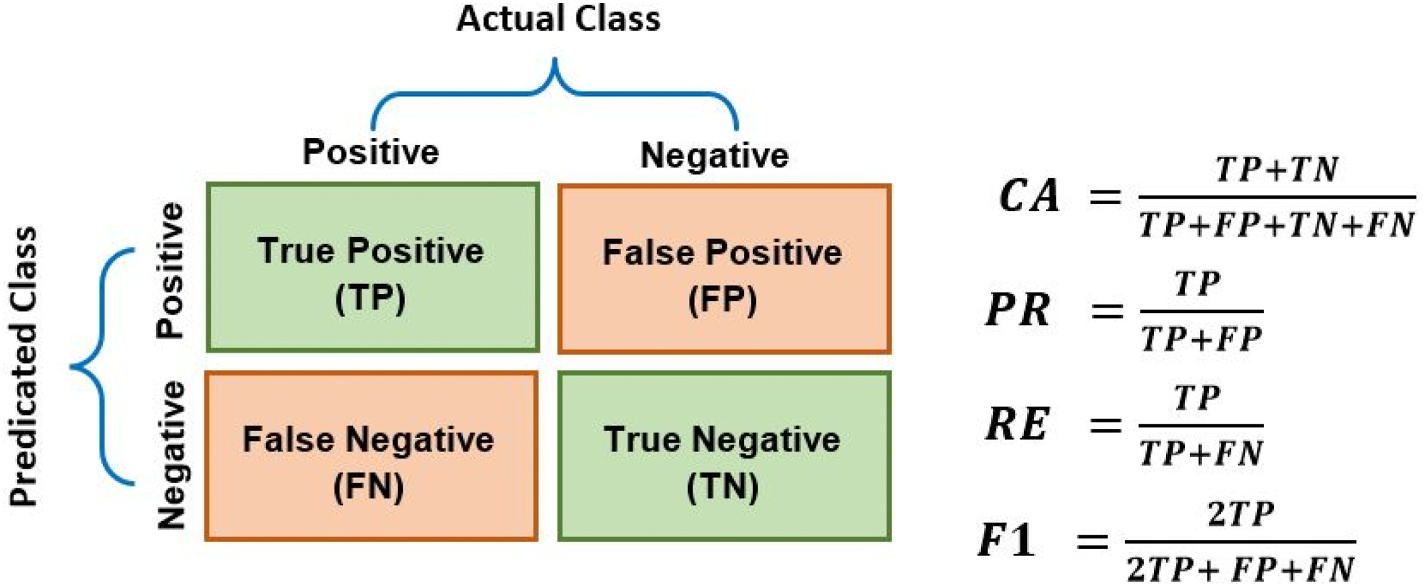 Actual Class
Positive
Negative
Predicated Class
Positive
True Positive
(TP)
False Positive
(FP)
Negative
False Negative
(FN)
True Negative
(TN)
CA = TP+TN / TP+FP+TN+FN
PR = TP / TP+FP
RE = TP / TP+FN
F1 = 2TP / 2TP+ FP+FN